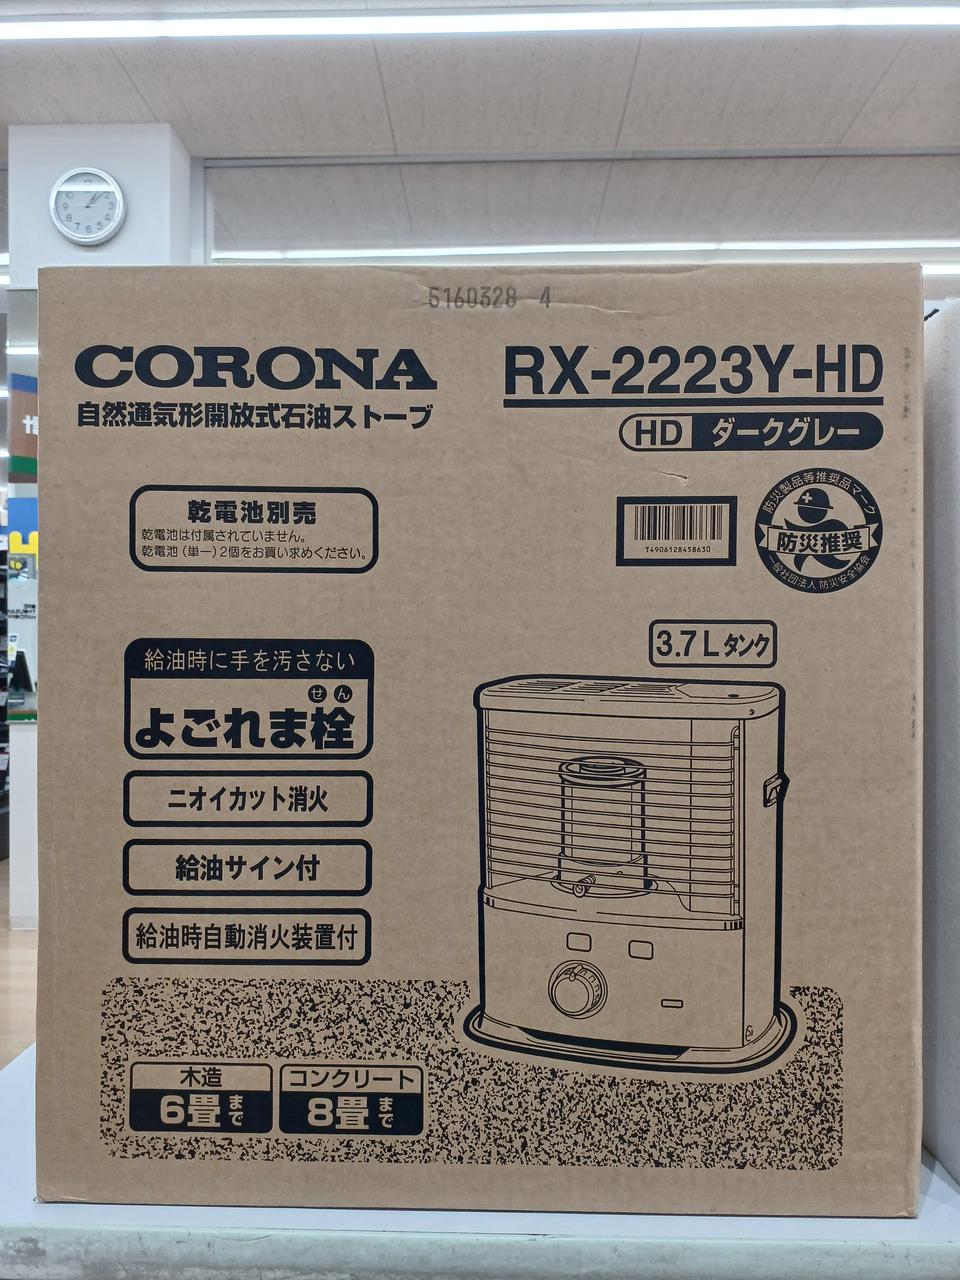 5160328 4
CORONA
自然通気形開放式石油ストーブ
RX-2223Y-HD
HD ダークグレー
乾電池別売
乾電池は付属されていません。
乾電池(単一)2個をお買い求めください。
T4906128458630
防災製品等推奨品マーク
防災推奨
一般社団法人 防災安全協会
3.7Lタンク
給油時に手を汚さない
せん
よごれま栓
ニオイカット消火
給油サイン付
給油時自動消火装置付
木造
6畳まで
コンクリート
8畳まで